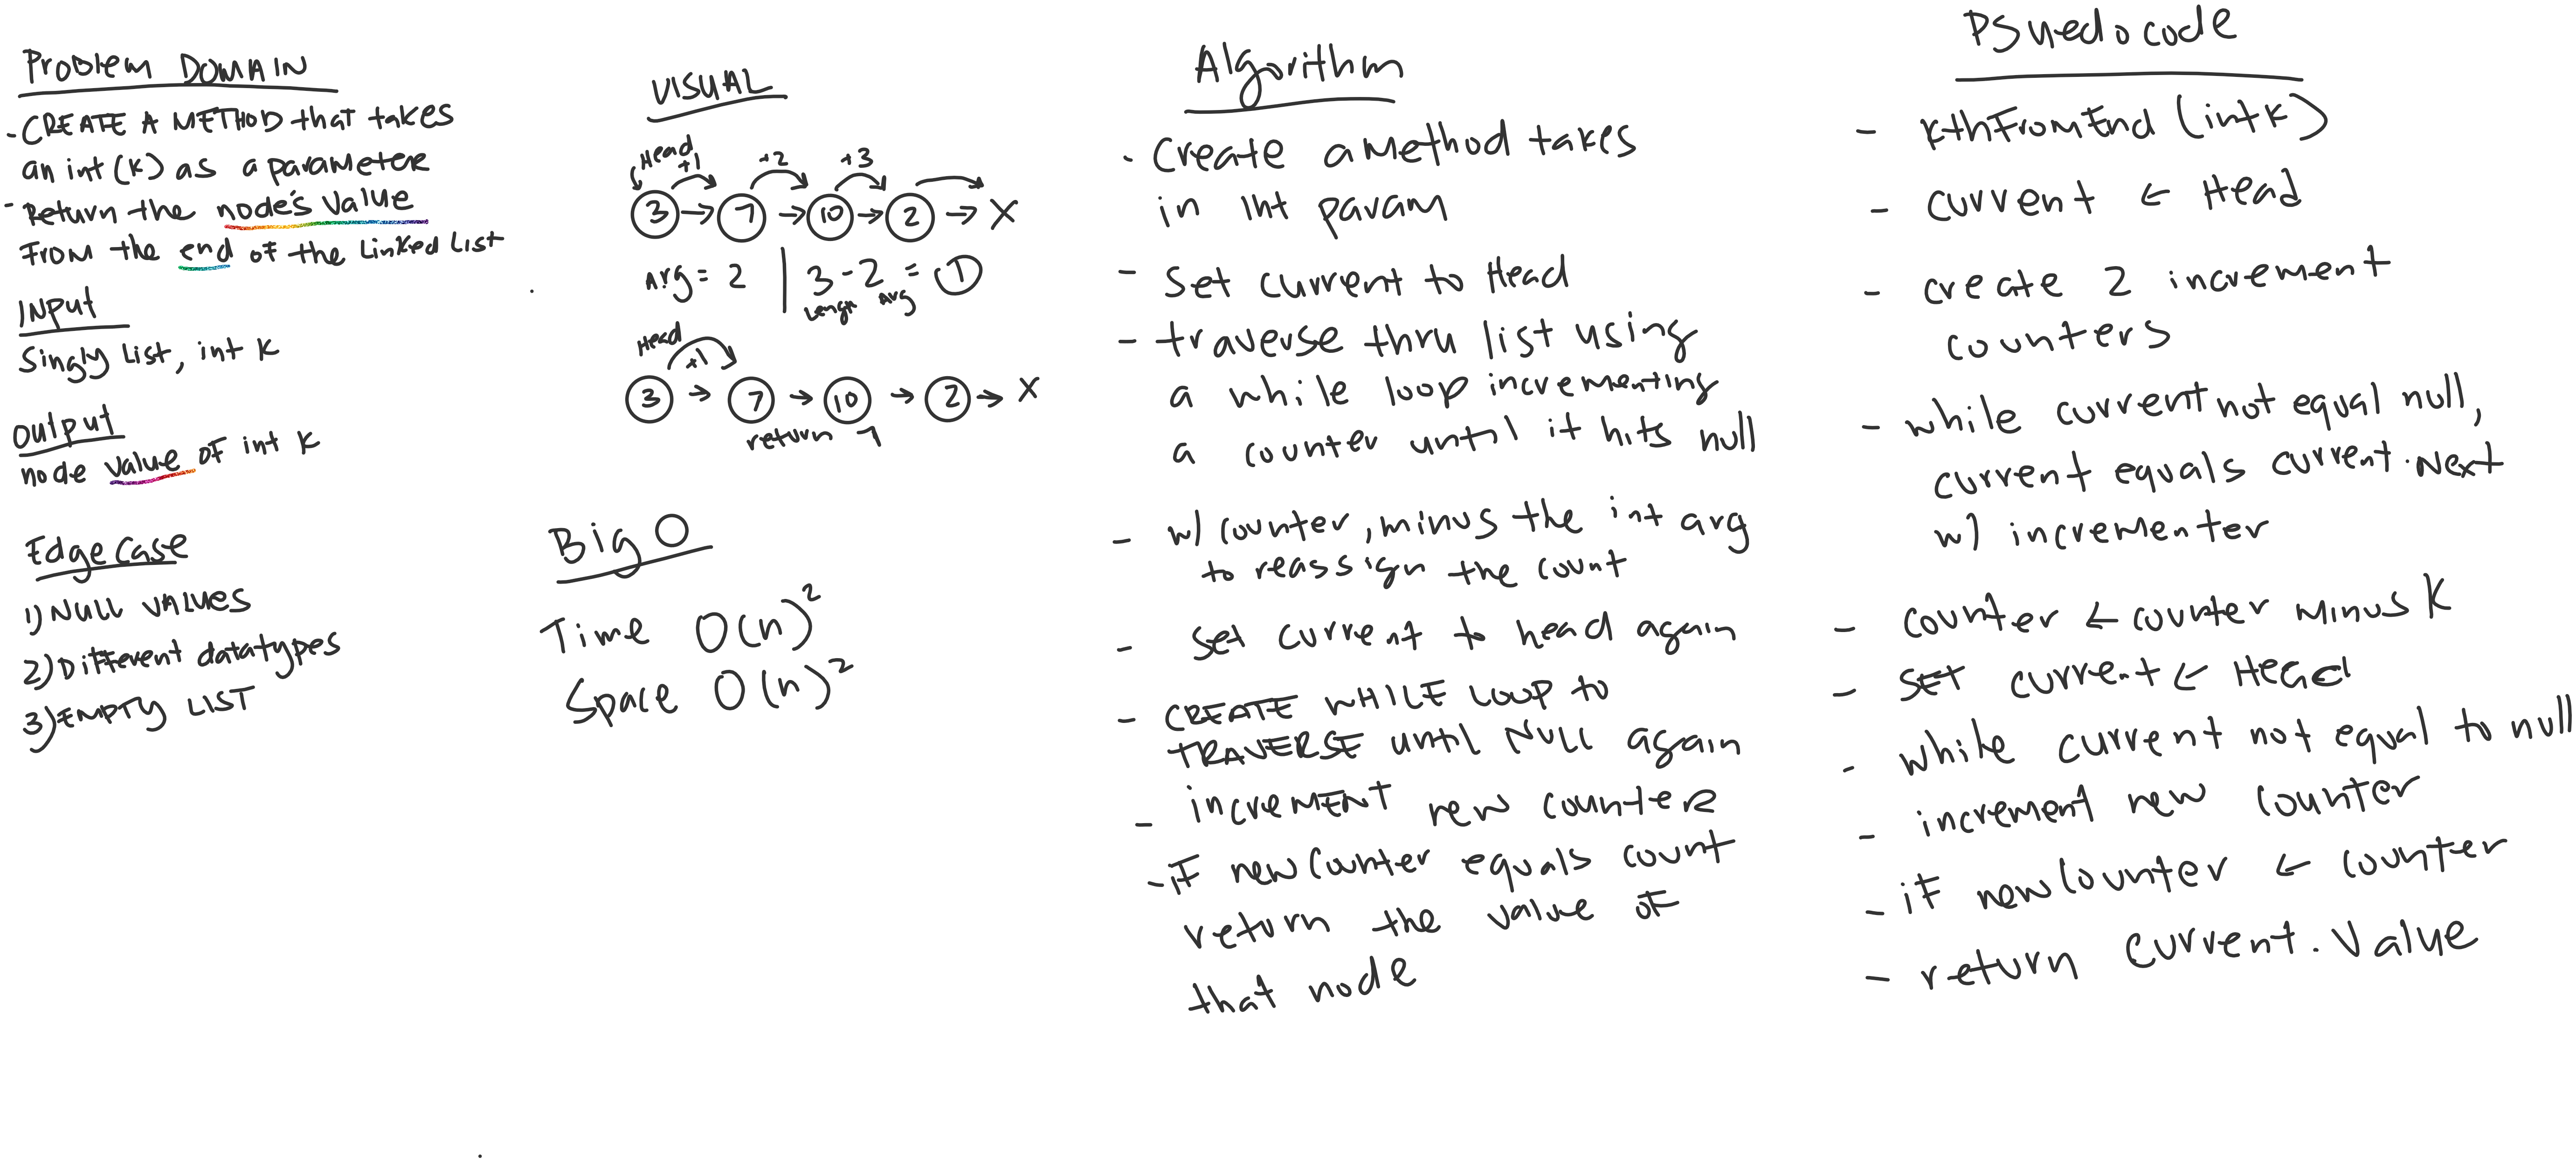 Problem DOMAIN
- CREATE A METHOD that takes
an int (k) as a parameter
- Return the node's value
From the end of the Linked List
INPUT
Singly List, int k
OUTPUT
node value of int k
Edge Case
1) NULL VALUES
2) Different datatypes
3) EMPTY LIST
VISUAL
Head
+1 +2 +3
3 → 7 → 10 → 2 → X
Arg = 2 | 3 - 2 = 1
Arg
Head
+1
3 → 7 → 10 → 2 → X
return 7
Big O
Time O(n)²
Space O(n)²
Algorithm
- Create a method takes
in int param
- Set current to Head
- traverse thru list using
a while loop incrementing
a counter until it hits null
- w/ counter, minus the int arg
to reassign the count
- Set current to head again
- CREATE WHILE LOOP to
TRAVERSE until NULL again
- increment new counter
- if new Counter equals count
return the value of
that node
PSuedocode
- kthFromEnd (int k)
- current ← Head
- create 2 increment
counters
- while current not equal null,
current equals current.Next
w/ incrementer
- counter ← counter minus k
- SET current ← Head
- while current not equal to null
- increment new counter
- if newCounter ← counter
- return current.Value